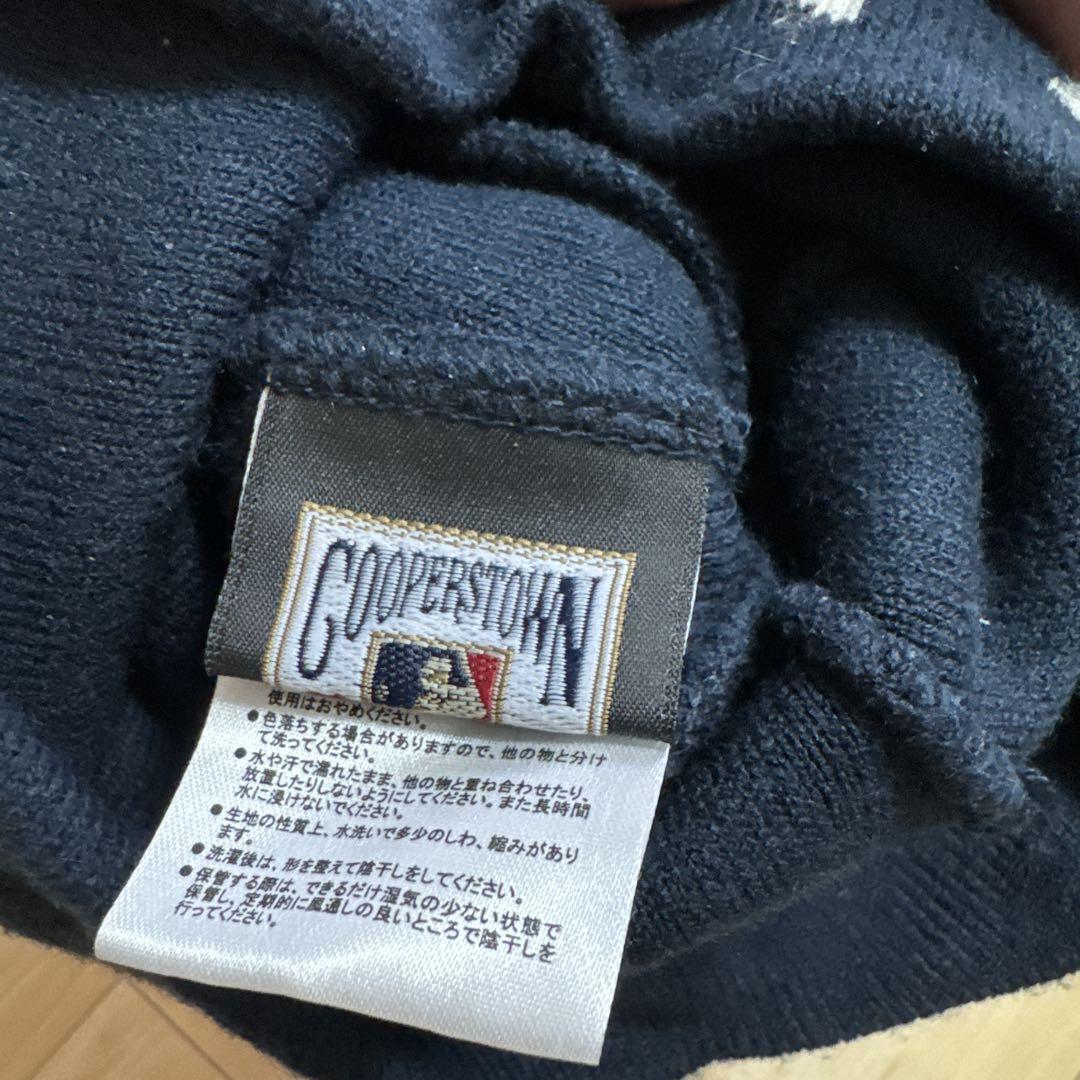 COOPERSTOWN
使用はおやめください。
●色落ちする場合がありますので、他の物と分け
て洗ってください。
●水や汗で濡れたまま、他の物と重ね合わせたり、
放置したりしないようにしてください。また長時間
水に浸けないでください。
●生地の性質上、水洗いで多少のしわ、縮みがあり
ます。
●洗濯後は、形を整えて陰干しをしてください。
●保管する際は、できるだけ湿気の少ない状態で
保管し、定期的に風通しの良いところで陰干しを
行ってください。